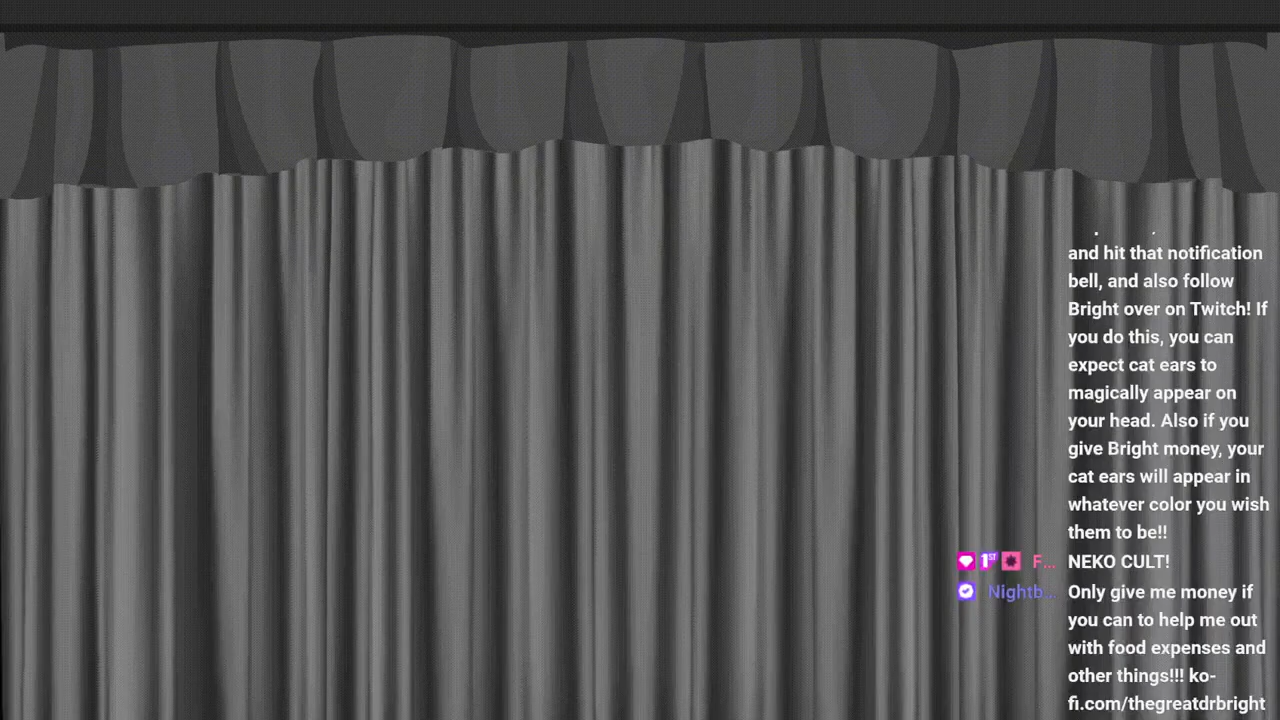 and hit that notification
bell, and also follow
Bright over on Twitch! If
you do this, you can
expect cat ears to
magically appear on
your head. Also if you
give Bright money, your
cat ears will appear in
whatever color you wish
them to be!!
1ST F... NEKO CULT!
Nightb... Only give me money if
you can to help me out
with food expenses and
other things!!! ko-
fi.com/thegreatdrbright